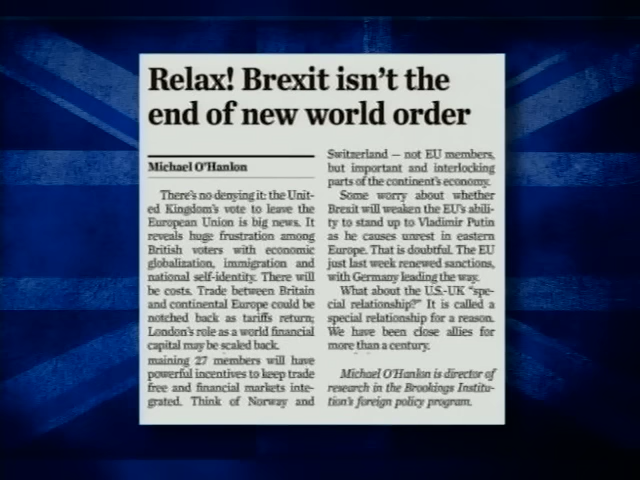 Relax! Brexit isn't the
end of new world order
Michael O'Hanlon
There's no denying it: the Unit-
ed Kingdom's vote to leave the
European Union is big news. It
reveals huge frustration among
British voters with economic
globalization, immigration and
national self-identity. There will
be costs. Trade between Britain
and continental Europe could be
notched back as tariffs return;
London's role as a world financial
capital may be scaled back.
maining 27 members will have
powerful incentives to keep trade
free and financial markets inte-
grated. Think of Norway and
Switzerland — not EU members,
but important and interlocking
parts of the continent's economy.
Some worry about whether
Brexit will weaken the EU's abili-
ty to stand up to Vladimir Putin
as he causes unrest in eastern
Europe. That is doubtful. The EU
just last week renewed sanctions,
with Germany leading the way.
What about the U.S.-UK "spe-
cial relationship?" It is called a
special relationship for a reason.
We have been close allies for
more than a century.
Michael O'Hanlon is director of
research in the Brookings Institu-
tion's foreign policy program.